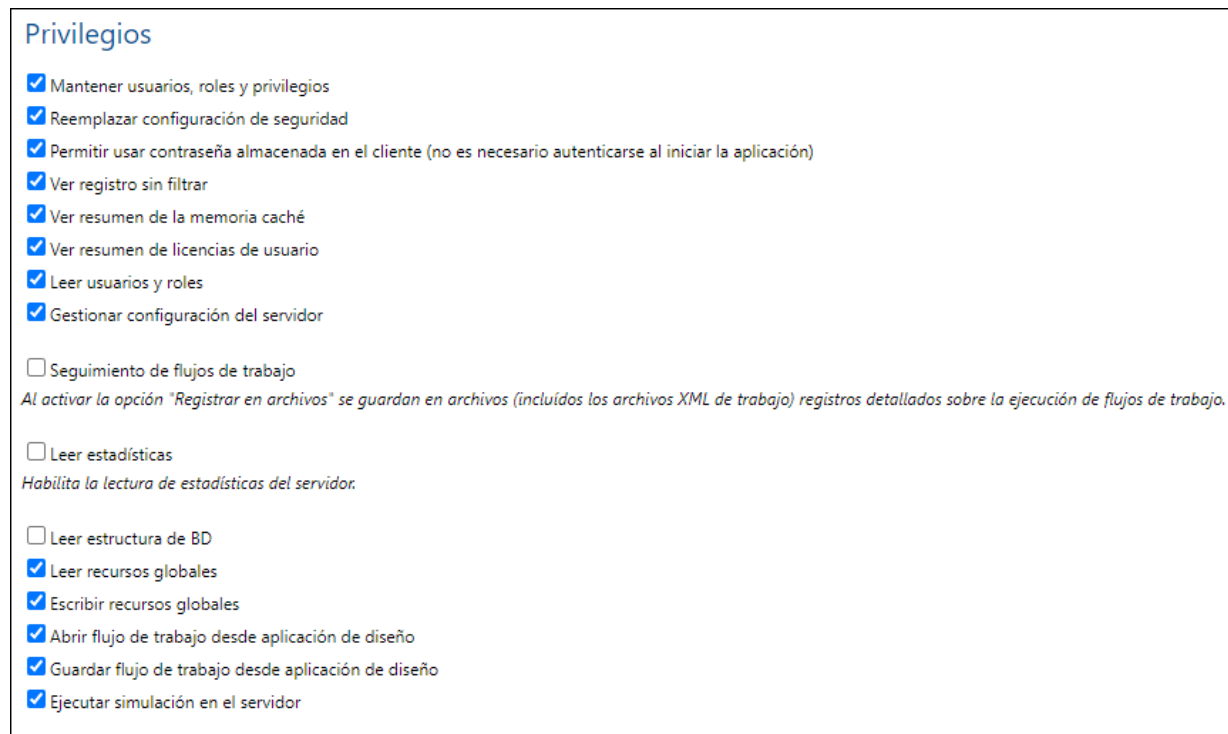 Privilegios
Mantener usuarios, roles y privilegios
Reemplazar configuración de seguridad
Permitir usar contraseña almacenada en el cliente (no es necesario autenticarse al iniciar la aplicación)
Ver registro sin filtrar
Ver resumen de la memoria caché
Ver resumen de licencias de usuario
Leer usuarios y roles
Gestionar configuración del servidor
Seguimiento de flujos de trabajo
Al activar la opción "Registrar en archivos" se guardan en archivos (incluídos los archivos XML de trabajo) registros detallados sobre la ejecución de flujos de trabajo.
Leer estadísticas
Habilita la lectura de estadísticas del servidor.
Leer estructura de BD
Leer recursos globales
Escribir recursos globales
Abrir flujo de trabajo desde aplicación de diseño
Guardar flujo de trabajo desde aplicación de diseño
Ejecutar simulación en el servidor